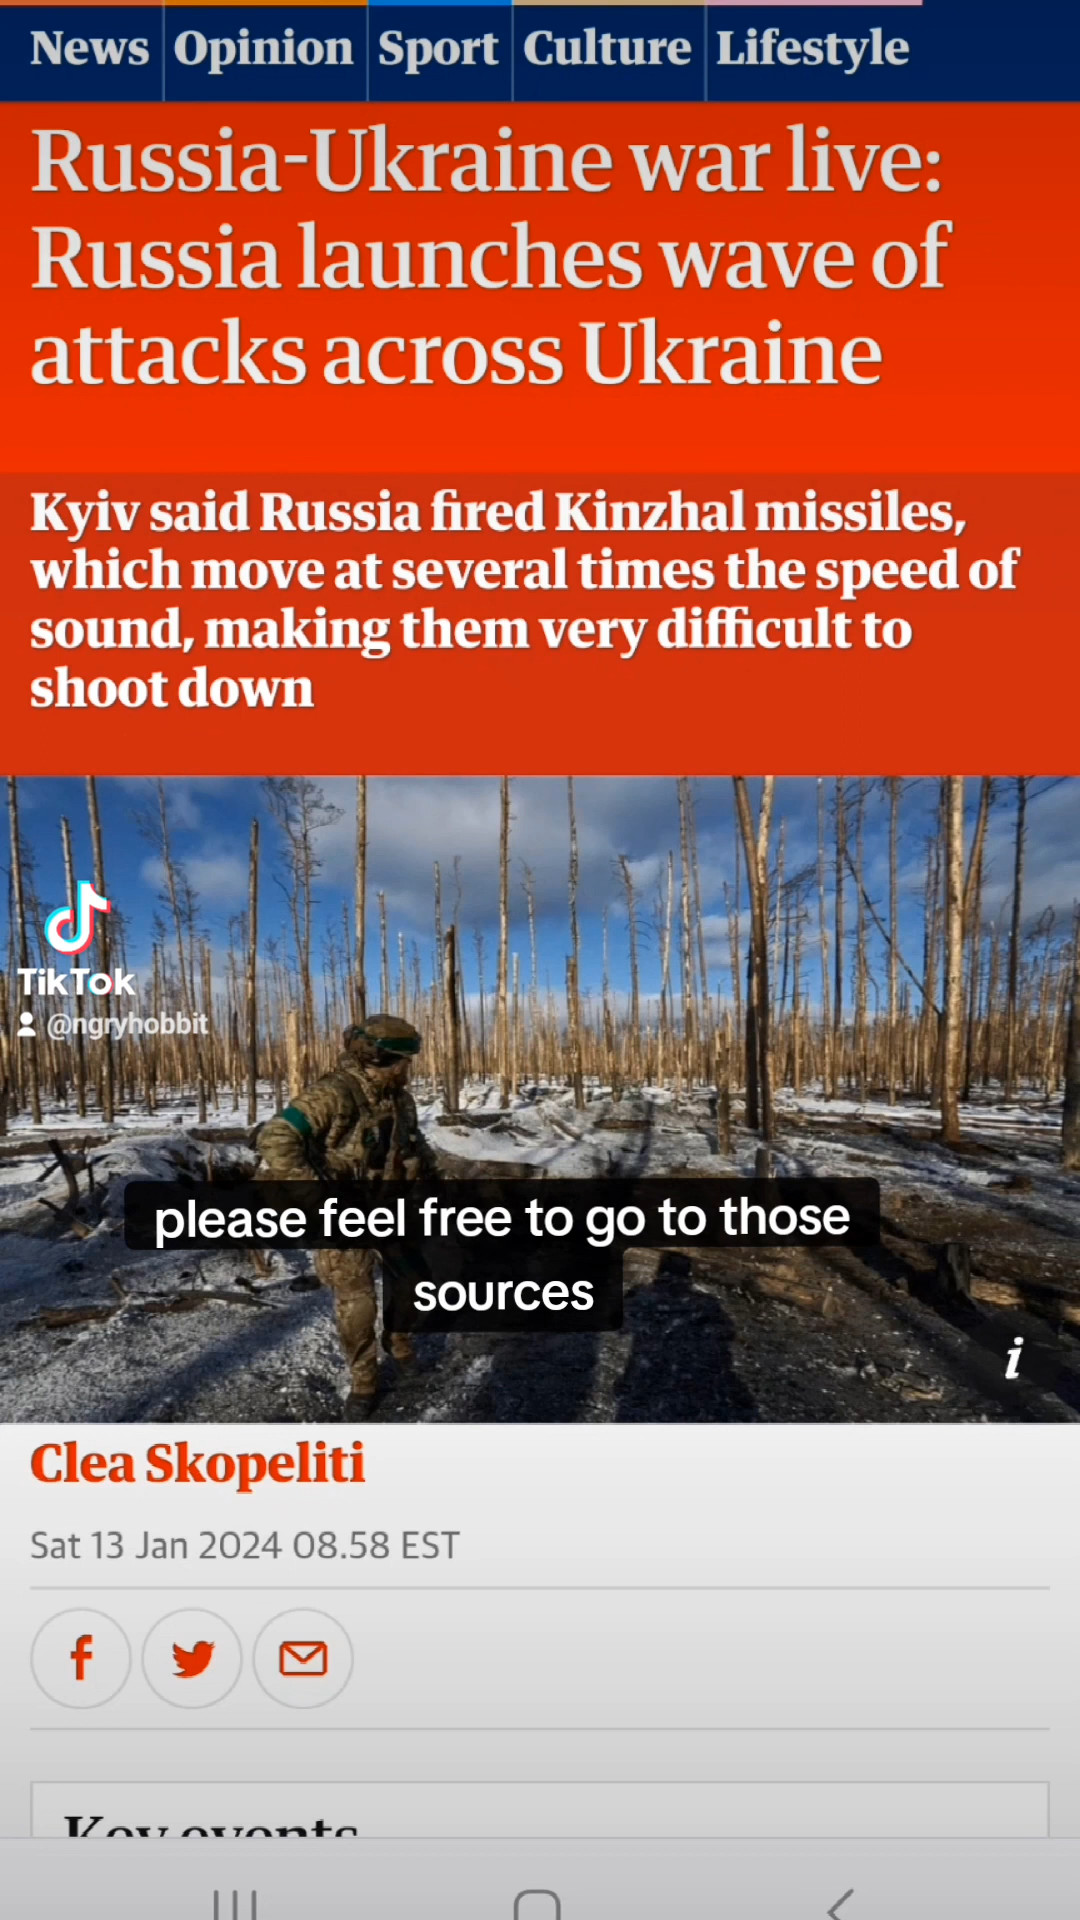 News Opinion Sport Culture Lifestyle
Russia-Ukraine war live:
Russia launches wave of
attacks across Ukraine
Kyiv said Russia fired Kinzhal missiles,
which move at several times the speed of
sound, making them very difficult to
shoot down
TikTok
@ngryhobbit
please feel free to go to those
sources
i
Clea Skopeliti
Sat 13 Jan 2024 08.58 EST
f
Key events